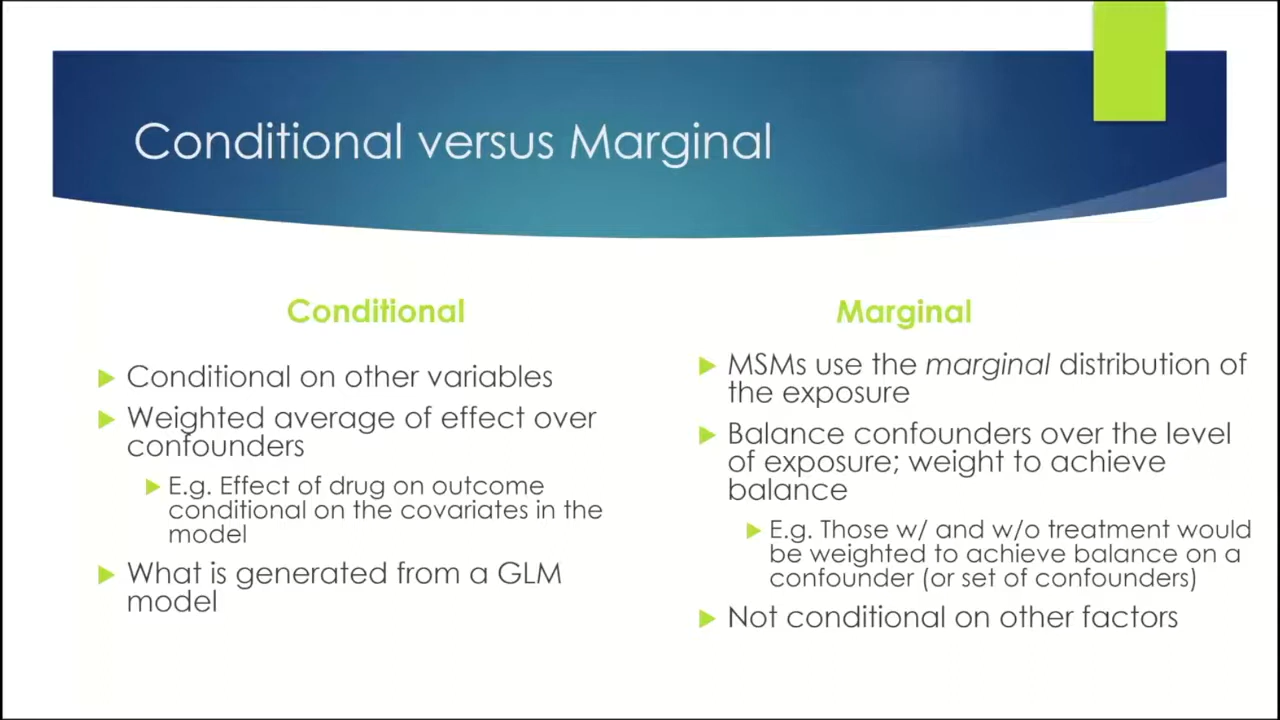 Conditional versus Marginal
Conditional
Conditional on other variables
Weighted average of effect over
confounders
E.g. Effect of drug on outcome
conditional on the covariates in the
model
What is generated from a GLM
model
Marginal
MSMs use the marginal distribution of
the exposure
Balance confounders over the level
of exposure; weight to achieve
balance
E.g. Those w/ and w/o treatment would
be weighted to achieve balance on a
confounder (or set of confounders)
Not conditional on other factors